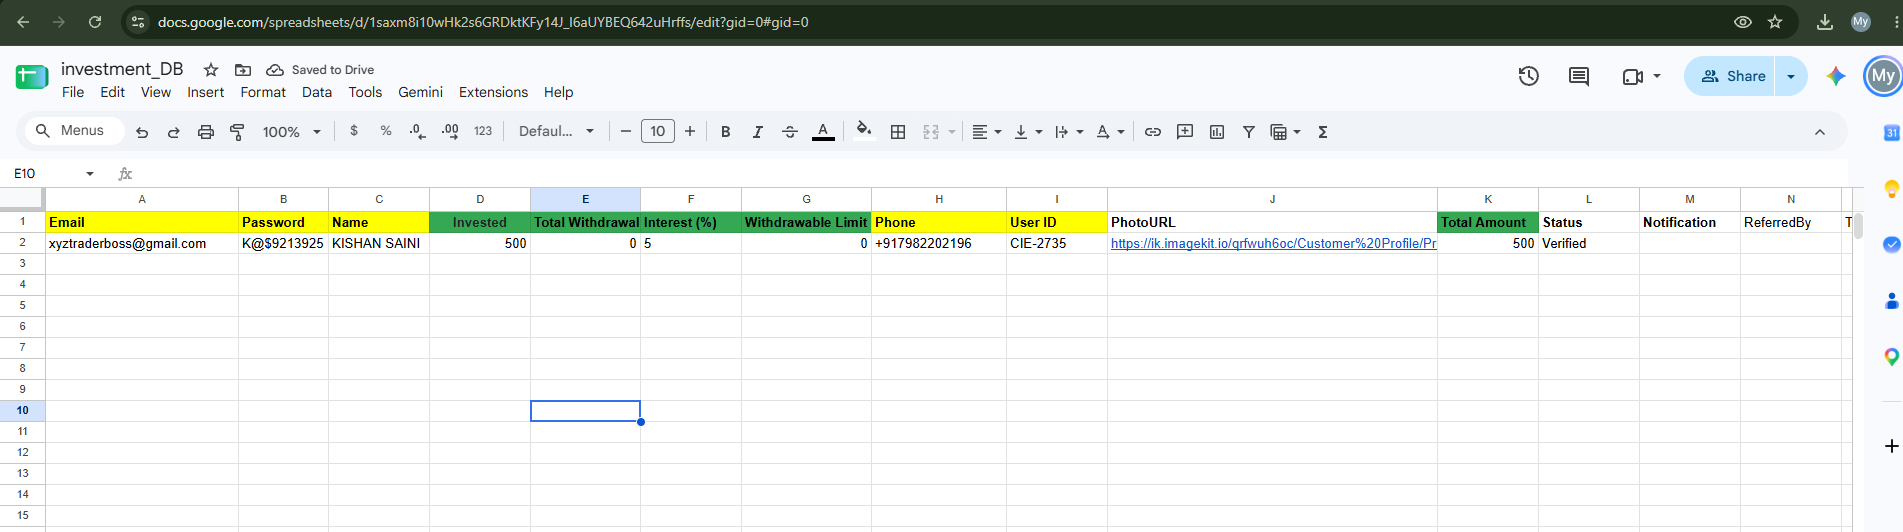 docs.google.com/spreadsheets/d/1saxm8i10wHk2s6GRDktKFy14J_I6aUYBEQ642uHrffs/edit?gid=0#gid=0
My
investment_DB
Saved to Drive
File Edit View Insert Format Data Tools Gemini Extensions Help
Share
My
Menus
100%
$ % .0 .00 123
Defaul...
10
B I A
31
E10
fx
A B C D E F G H I J K L M N
1 Email Password Name Invested Total Withdrawal Interest (%) Withdrawable Limit Phone User ID PhotoURL Total Amount Status Notification ReferredBy T
2 xyztraderboss@gmail.com K@$9213925 KISHAN SAINI 500 0 5 0 +917982202196 CIE-2735 https://ik.imagekit.io/qrfwuh6oc/Customer%20Profile/Pr 500 Verified
3
4
5
6
7
8
9
10
11
12
13
14
15